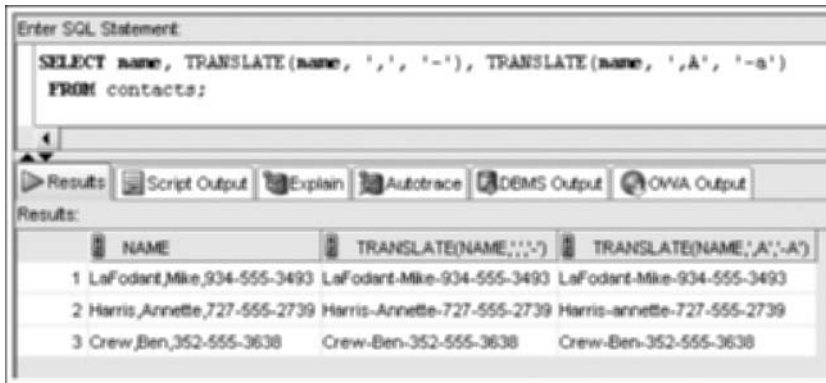 Enter SQL Statement:
SELECT name, TRANSLATE(name, ',', '-'), TRANSLATE(name, ',A', '-a')
FROM contacts;
Results Script Output Explain Autotrace DBMS Output OWA Output
Results:
NAME TRANSLATE(NAME,',','-') TRANSLATE(NAME,',A','-A')
1 LaFodant,Mike,934-555-3493 LaFodant-Mike-934-555-3493 LaFodant-Mike-934-555-3493
2 Harris,Annette,727-555-2739 Harris-Annette-727-555-2739 Harris-annette-727-555-2739
3 Crew,Ben,352-555-3638 Crew-Ben-352-555-3638 Crew-Ben-352-555-3638